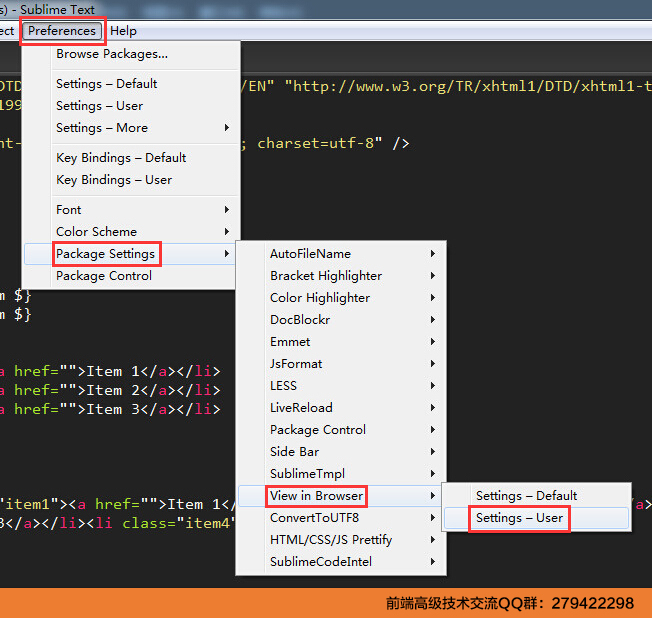 s) - Sublime Text
ect Preferences Help
Browse Packages...
Settings – Default
Settings – User
Settings – More
Key Bindings – Default
Key Bindings – User
Font
Color Scheme
Package Settings
Package Control
AutoFileName
Bracket Highlighter
Color Highlighter
DocBlockr
Emmet
JsFormat
LESS
LiveReload
Package Control
Side Bar
SublimeTmpl
View in Browser
ConvertToUTF8
HTML/CSS/JS Prettify
SublimeCodeIntel
Settings – Default
Settings – User
DTD /EN" "http://www.w3.org/TR/xhtml1/DTD/xhtml1-t
199
nt- ; charset=utf-8" />
m $}
m $}
a href="">Item 1</a></li>
a href="">Item 2</a></li>
a href="">Item 3</a></li>
"item1"><a href="">Item 1</ a>
3</a></li><li class="item4"
前端高级技术交流QQ群：279422298